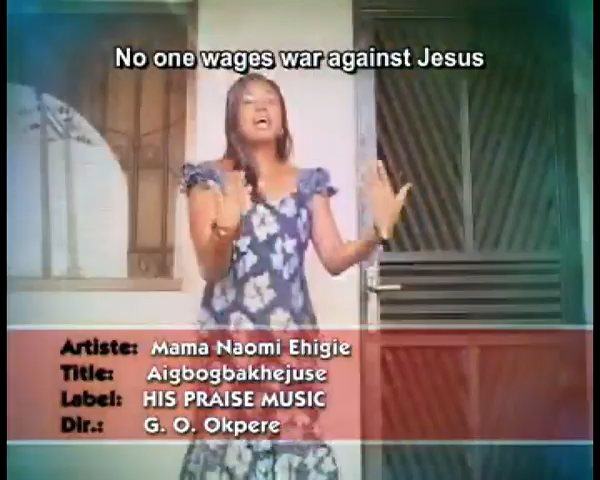 No one wages war against Jesus
Artiste: Mama Naomi Ehigie
Title: Aigbogbakhejuse
Label: HIS PRAISE MUSIC
Dir.: G. O. Okpere